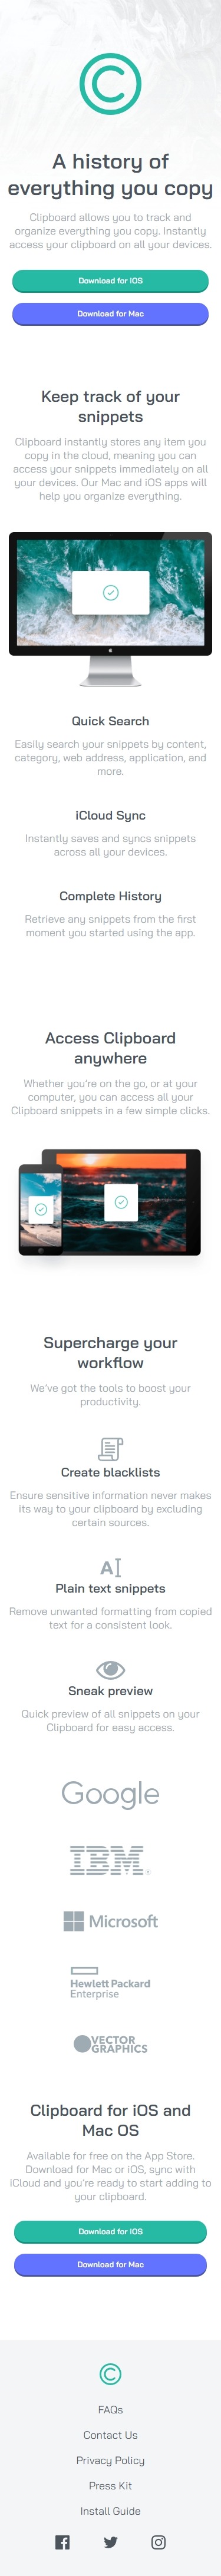 A history of
everything you copy
Clipboard allows you to track and
organize everything you copy. Instantly
access your clipboard on all your devices.
Download for iOS
Download for Mac
Keep track of your
snippets
Clipboard instantly stores any item you
copy in the cloud, meaning you can
access your snippets immediately on all
your devices. Our Mac and iOS apps will
help you organize everything.
Quick Search
Easily search your snippets by content,
category, web address, application, and
more.
iCloud Sync
Instantly saves and syncs snippets
across all your devices.
Complete History
Retrieve any snippets from the first
moment you started using the app.
Access Clipboard
anywhere
Whether you're on the go, or at your
computer, you can access all your
Clipboard snippets in a few simple clicks.
Supercharge your
workflow
We've got the tools to boost your
productivity.
Create blacklists
Ensure sensitive information never makes
its way to your clipboard by excluding
certain sources.
A
Plain text snippets
Remove unwanted formatting from copied
text for a consistent look.
Sneak preview
Quick preview of all snippets on your
Clipboard for easy access.
Google
IBM
Microsoft
Hewlett Packard
Enterprise
VECTOR
GRAPHICS
Clipboard for iOS and
Mac OS
Available for free on the App Store.
Download for Mac or iOS, sync with
iCloud and you're ready to start adding to
your clipboard.
Download for IOS
Download for Mac
FAQs
Contact Us
Privacy Policy
Press Kit
Install Guide